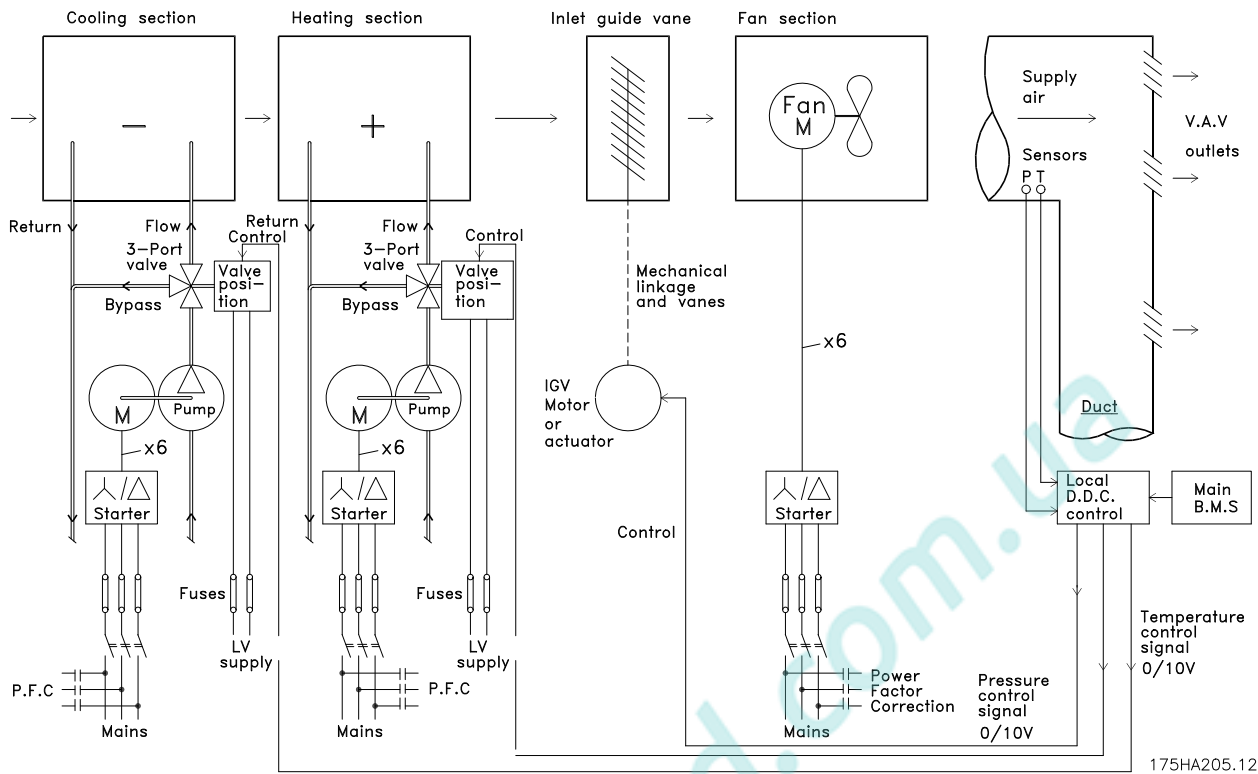 Cooling section
Heating section
Inlet guide vane
Fan section
−
+
Fan
M
Supply
air
Sensors
P T
V.A.V
outlets
Return
Flow
3-Port
valve
Bypass
Return
Control
Valve
posi-
tion
Flow
3-Port
valve
Bypass
Control
Valve
posi-
tion
Mechanical
linkage
and vanes
x6
IGV
Motor
or
actuator
Duct
M
Pump
x6
M
Pump
x6
/
Starter
/
Starter
/
Starter
Local
D.D.C.
control
Main
B.M.S
Control
Fuses
Fuses
LV
supply
LV
supply
P.F.C
Mains
P.F.C
Mains
Power
Factor
Correction
Mains
Pressure
control
signal
0/10V
Temperature
control
signal
0/10V
175HA205.12
d.com.ua